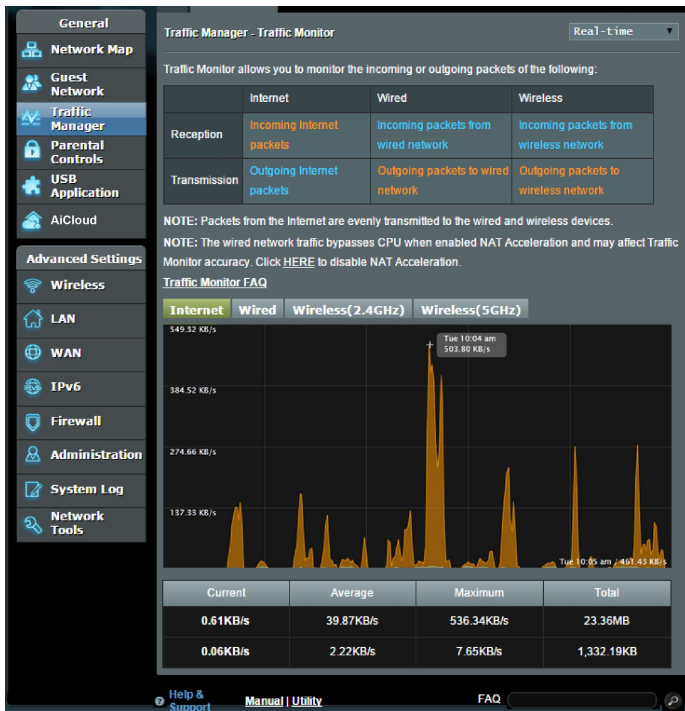 General
Network Map
Guest
Network
Traffic
Manager
Parental
Controls
USB
Application
AiCloud
Advanced Settings
Wireless
LAN
WAN
IPv6
Firewall
Administration
System Log
Network
Tools
Traffic Manager - Traffic Monitor
Real-time
Traffic Monitor allows you to monitor the incoming or outgoing packets of the following:
Internet Wired Wireless
Reception
Incoming Internet
packets
Incoming packets from
wired network
Incoming packets from
wireless network
Transmission
Outgoing Internet
packets
Outgoing packets to wired
network
Outgoing packets to
wireless network
NOTE: Packets from the Internet are evenly transmitted to the wired and wireless devices.
NOTE: The wired network traffic bypasses CPU when enabled NAT Acceleration and may affect Traffic
Monitor accuracy. Click HERE to disable NAT Acceleration.
Traffic Monitor FAQ
Internet Wired Wireless(2.4GHz) Wireless(5GHz)
549.32 KB/s
Tue 10:04 am
503.80 KB/s
384.52 KB/s
274.66 KB/s
137.33 KB/s
Tue 10:05 am / 461.43 KB/s
Current Average Maximum Total
0.61KB/s 39.87KB/s 536.34KB/s 23.36MB
0.06KB/s 2.22KB/s 7.65KB/s 1,332.19KB
Help &
Support
Manual | Utility
FAQ